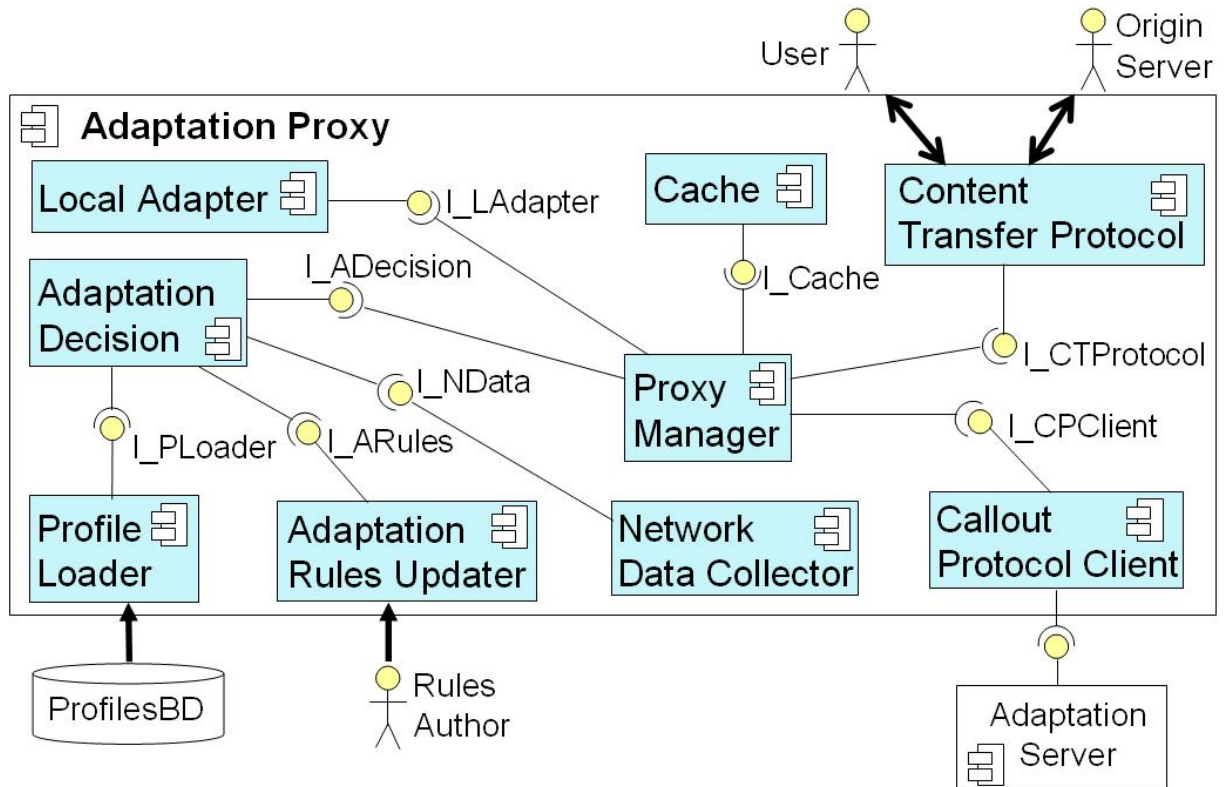 User
Origin
Server
Adaptation Proxy
Local Adapter
I_LAdapter
Cache
Content
Transfer Protocol
I_ADecision
I_Cache
Adaptation
Decision
I_NData
I_CTProtocol
Proxy
Manager
I_PLoader
I_ARules
I_CPClient
Profile
Loader
Adaptation
Rules Updater
Network
Data Collector
Callout
Protocol Client
ProfilesBD
Rules
Author
Adaptation
Server